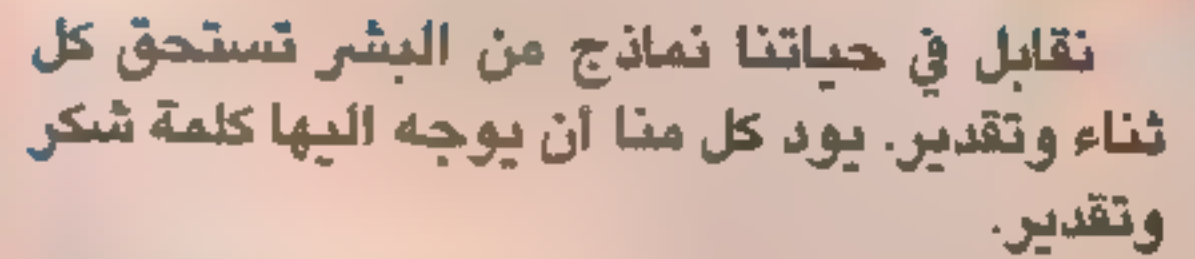 نقابل في حياتنا نماذج من البشر تستحق كل
ثناء وتقدير. يود كل منا أن يوجه اليها كلمة شكر
وتقدير.